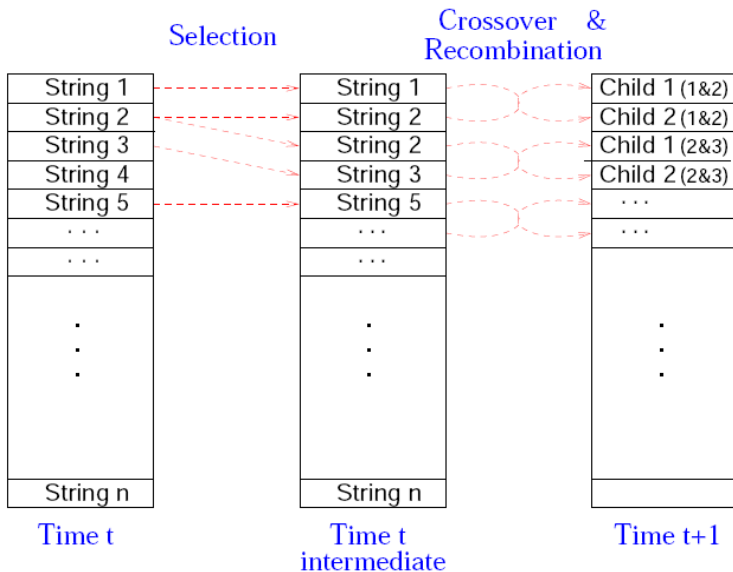 Selection
Crossover &
Recombination
String 1
String 2
String 3
String 4
String 5
. . .
. . .
String n
Time t
String 1
String 2
String 2
String 3
String 5
. . .
. . .
String n
Time t
intermediate
Child 1 (1&2)
Child 2 (1&2)
Child 1 (2&3)
Child 2 (2&3)
. . .
. . .
Time t+1